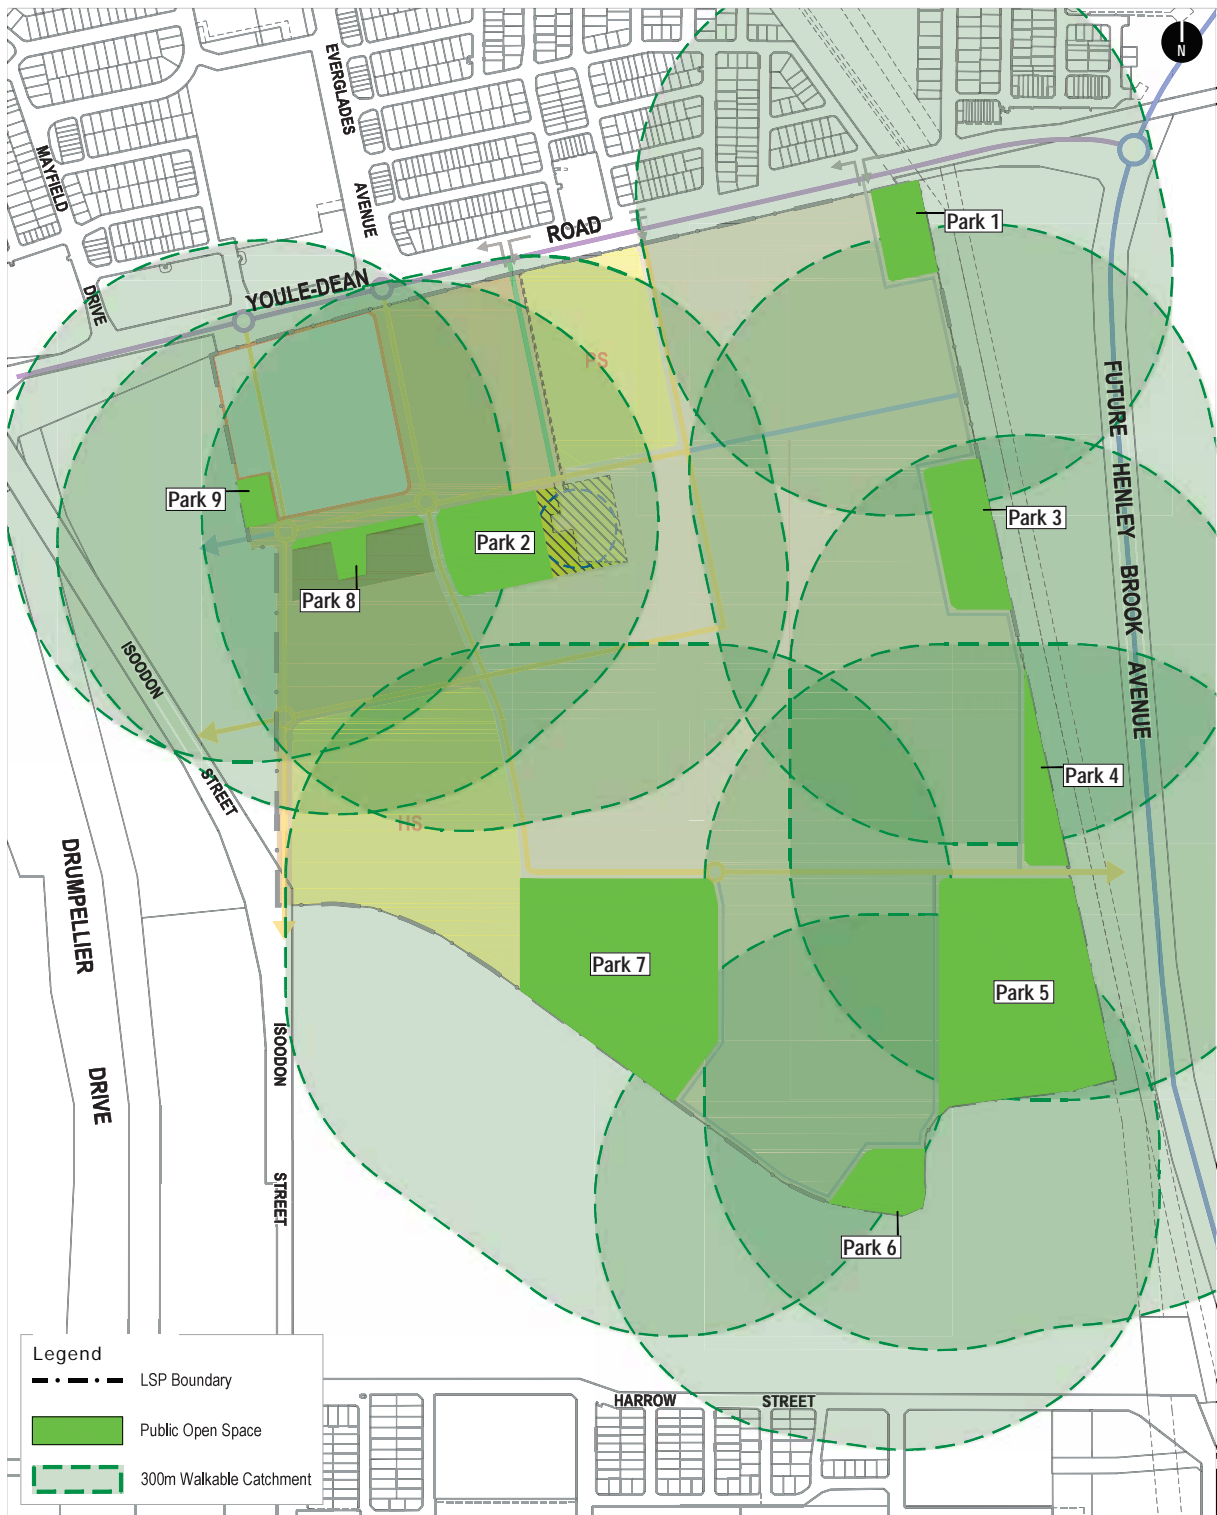 N
EVERGLADES
AVENUE
MAYFIELD
DRIVE
YOULE-DEAN
ROAD
Park 1
PS
FUTURE HENLEY BROOK AVENUE
Park 9
Park 2
Park 3
Park 8
ISOODON
STREET
Park 4
HS
DRUMPELLIER
DRIVE
Park 7
Park 5
ISOODON
STREET
Park 6
HARROW STREET
Legend
LSP Boundary
Public Open Space
300m Walkable Catchment